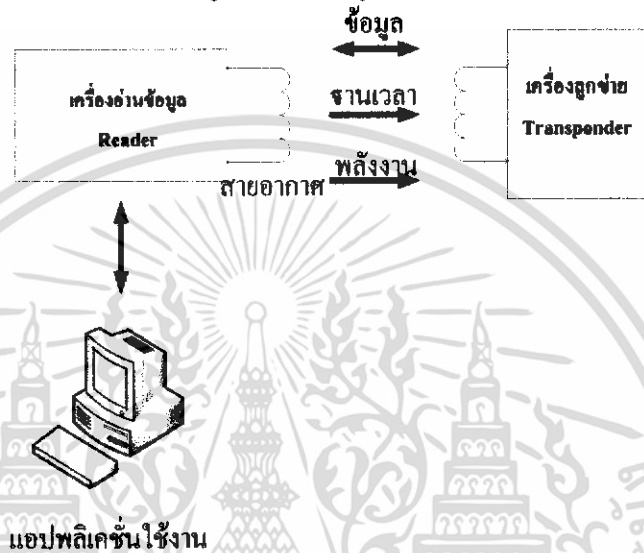 ข้อมูล
เครื่องอ่านข้อมูล
Reader
ฐานเวลา
เครื่องลูกข่าย
Transponder
สายอากาศ
พลังงาน
แอปพลิเคชั่นใช้งาน